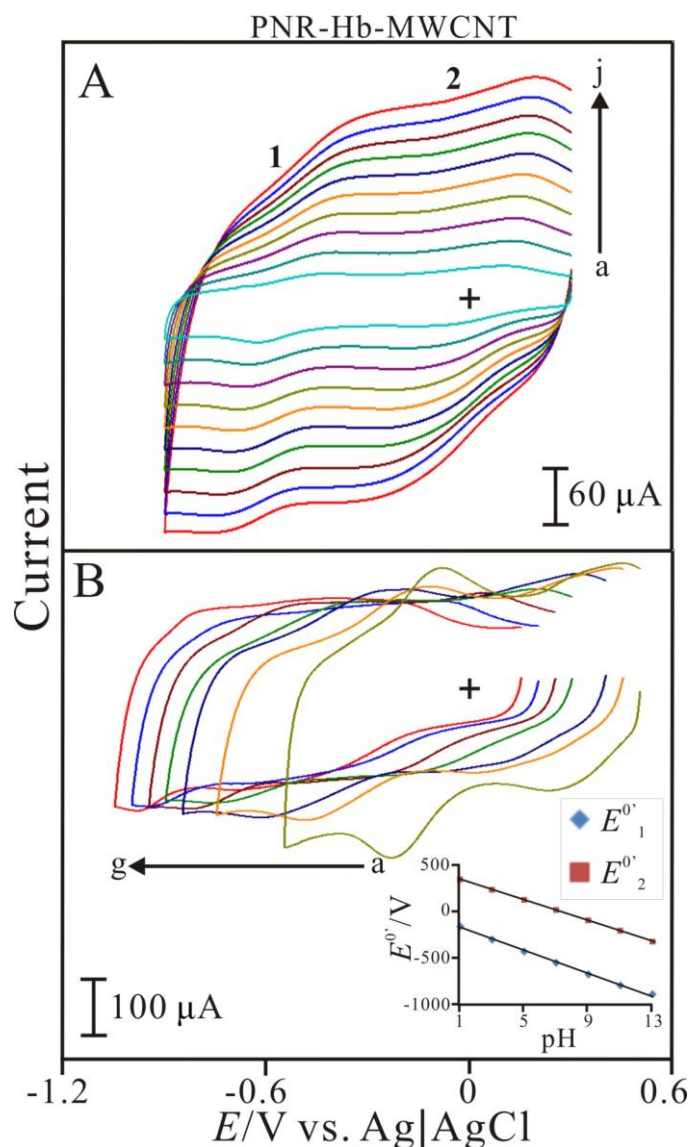 PNR-Hb-MWCNT
A
j
2
1
a
+
60 µA
Current
B
+
g
a
E⁰'₁
E⁰'₂
500
0
-500
-1000
E⁰'/V
1
5
9
13
pH
100 µA
-1.2
-0.6
0
0.6
E/V vs. Ag|AgCl